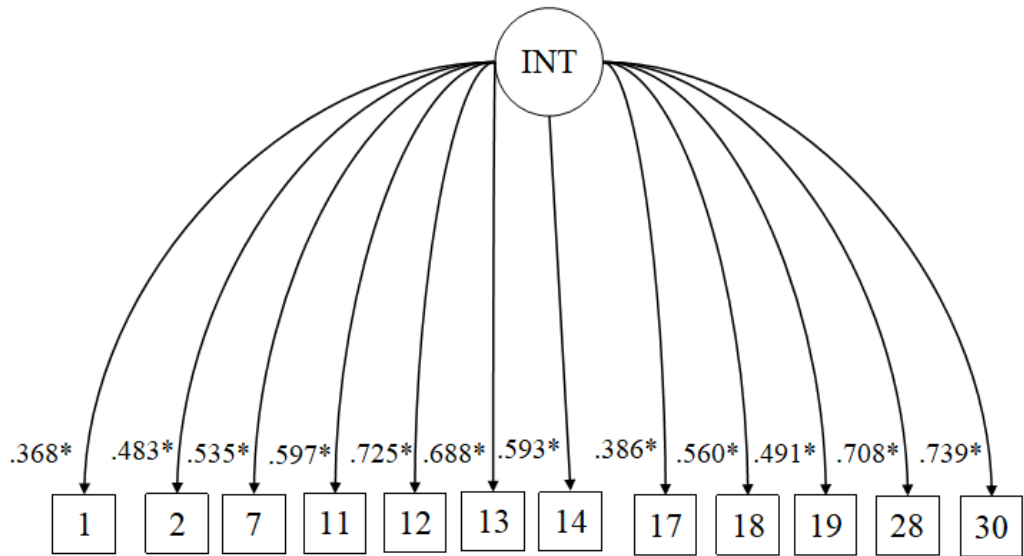 INT
.368* .483* .535* .597* .725* .688* .593* .386* .560* .491* .708* .739*
1 2 7 11 12 13 14 17 18 19 28 30